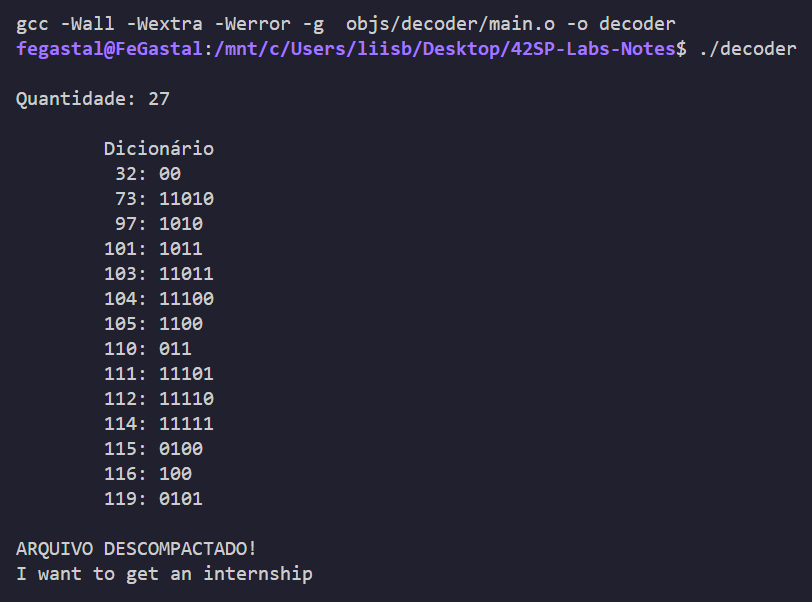 gcc -Wall -Wextra -Werror -g  objs/decoder/main.o -o decoder
fegastal@FeGastal:/mnt/c/Users/liisb/Desktop/42SP-Labs-Notes$ ./decoder
Quantidade: 27
Dicionário
32: 00
73: 11010
97: 1010
101: 1011
103: 11011
104: 11100
105: 1100
110: 011
111: 11101
112: 11110
114: 11111
115: 0100
116: 100
119: 0101
ARQUIVO DESCOMPACTADO!
I want to get an internship